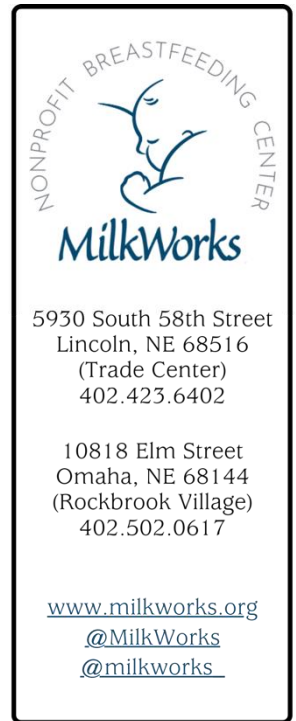 NONPROFIT BREASTFEEDING CENTER
MilkWorks
5930 South 58th Street
Lincoln, NE 68516
(Trade Center)
402.423.6402
10818 Elm Street
Omaha, NE 68144
(Rockbrook Village)
402.502.0617
www.milkworks.org
@MilkWorks
@milkworks_